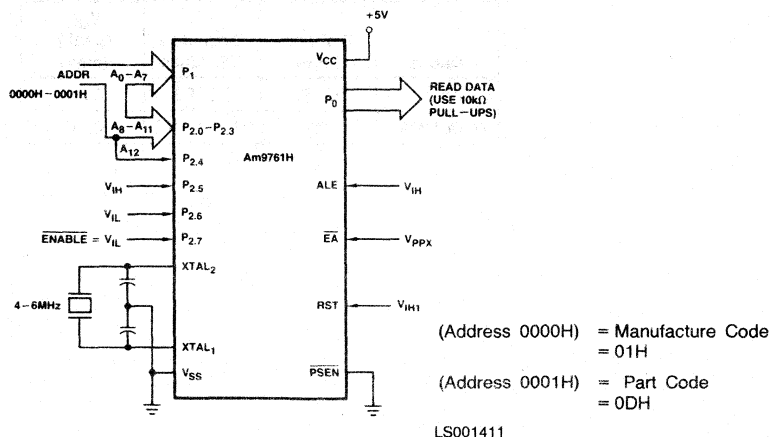 +5V
VCC
ADDR
0000H–0001H
A0–A7
P1
A8–A11
P2.0–P2.3
A12
P2.4
VIH
P2.5
VIL
P2.6
ENABLE = VIL
P2.7
XTAL2
4–6MHz
XTAL1
VSS
Am9761H
P0
READ DATA
(USE 10kΩ
PULL–UPS)
ALE
VIH
EA
VPPX
RST
VIH1
PSEN
(Address 0000H) = Manufacture Code
= 01H
(Address 0001H) = Part Code
= 0DH
LS001411